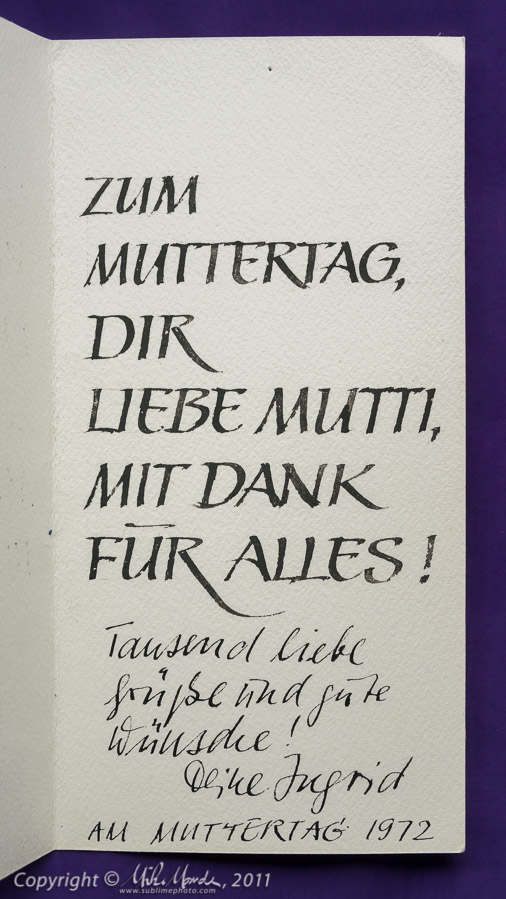 ZUM
MUTTERTAG,
DIR
LIEBE MUTTI,
MIT DANK
FÜR ALLES!
Tausend liebe
Grüße und gute
Wünsche!
Deine Ingrid
AM MUTTERTAG 1972
Copyright © , 2011
www.sublimephoto.com